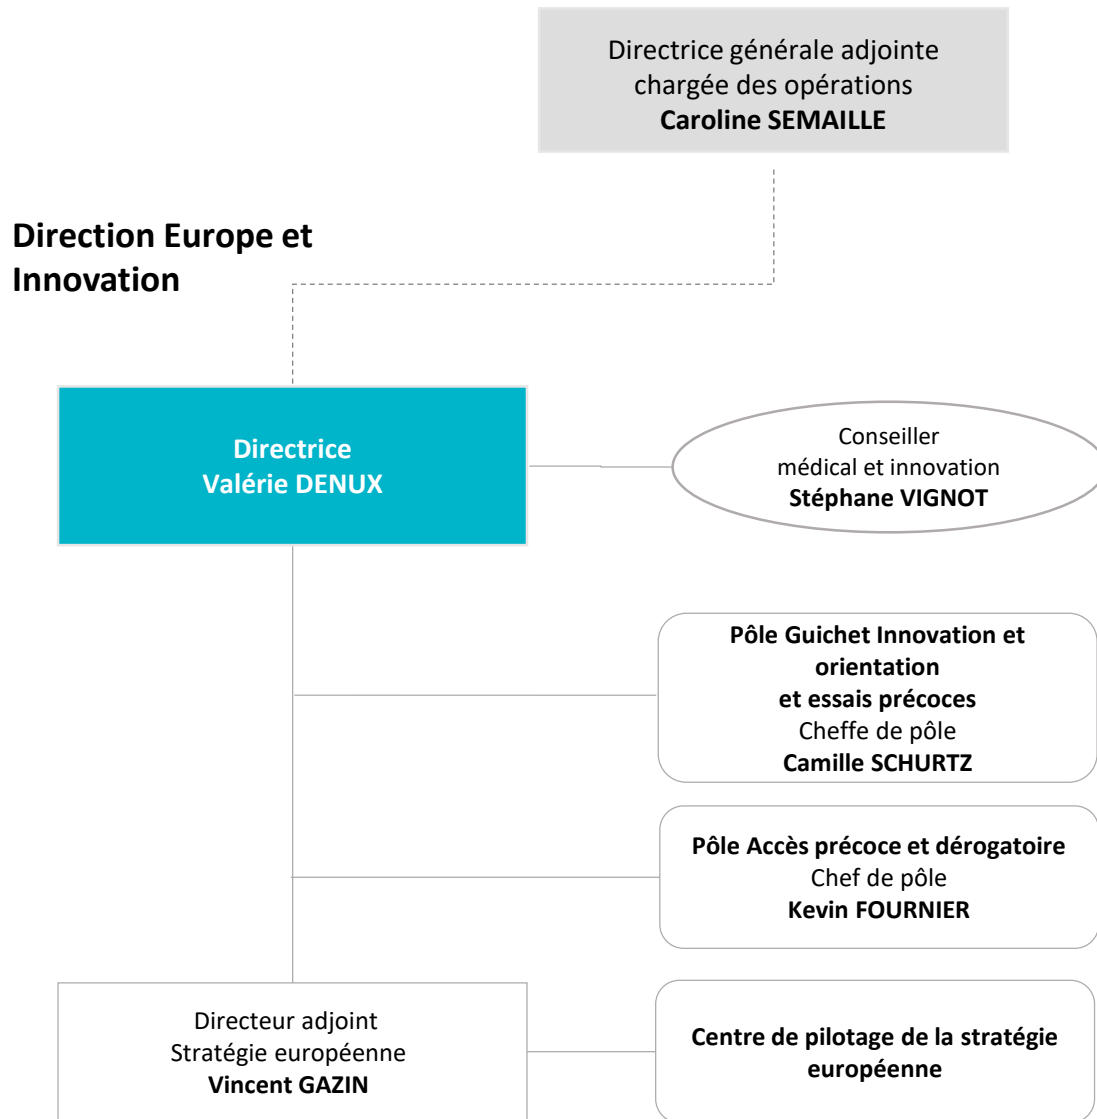 Directrice générale adjointe
chargée des opérations
Caroline SEMAILLE
Direction Europe et
Innovation
Directrice
Valérie DENUX
Conseiller
médical et innovation
Stéphane VIGNOT
Pôle Guichet Innovation et
orientation
et essais précoces
Cheffe de pôle
Camille SCHURTZ
Pôle Accès précoce et dérogatoire
Chef de pôle
Kevin FOURNIER
Directeur adjoint
Stratégie européenne
Vincent GAZIN
Centre de pilotage de la stratégie
européenne